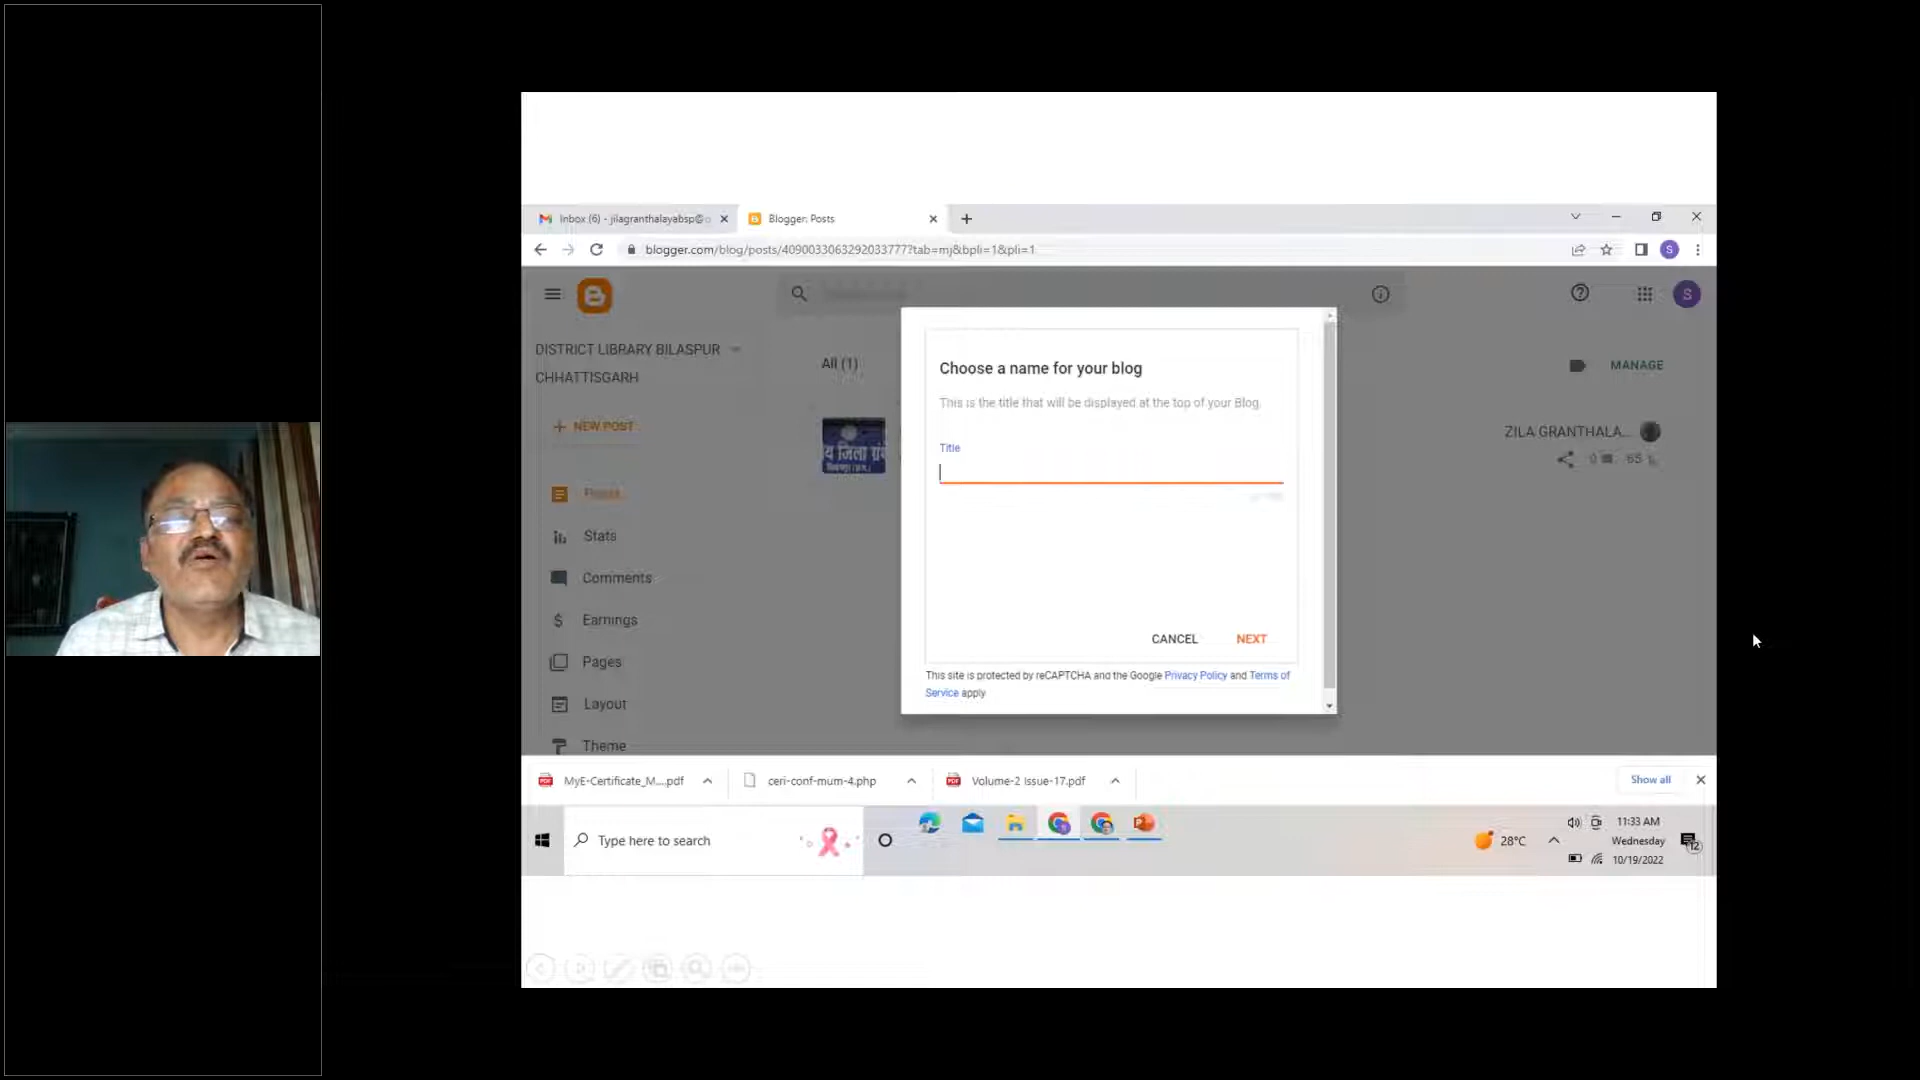 Inbox (6) - jilagranthalayabsp@
Blogger: Posts
blogger.com/blog/posts/4090033063292033777?tab=mj&bpli=1&pli=1
S
S
DISTRICT LIBRARY BILASPUR
CHHATTISGARH
All (1)
MANAGE
NEW POST
ZILA GRANTHALA...
0
65
Posts
Stats
Comments
Earnings
Pages
Layout
Theme
Choose a name for your blog
This is the title that will be displayed at the top of your Blog.
Title
CANCEL
NEXT
This site is protected by reCAPTCHA and the Google Privacy Policy and Terms of
Service apply
MyE-Certificate_M....pdf
ceri-conf-mum-4.php
Volume-2 Issue-17.pdf
Show all
Type here to search
28°C
11:33 AM
Wednesday
10/19/2022
12